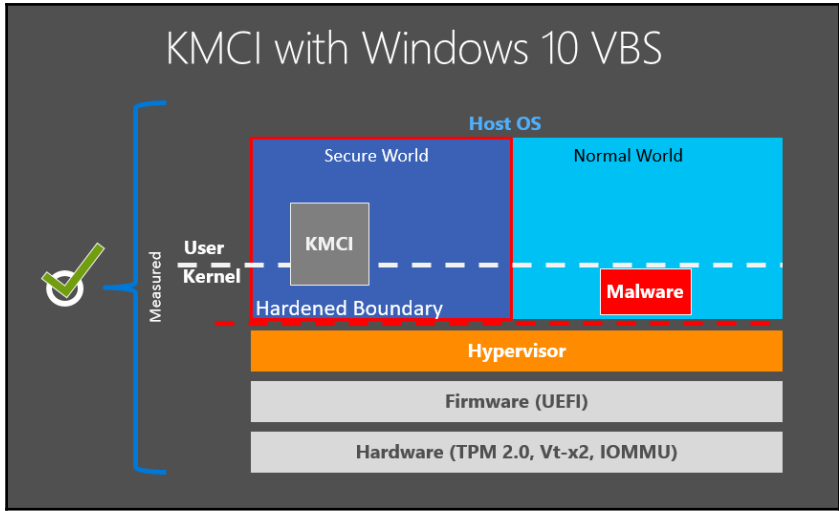 KMCI with Windows 10 VBS
Host OS
Secure World
Normal World
Measured
User
KMCI
Kernel
Malware
Hardened Boundary
Hypervisor
Firmware (UEFI)
Hardware (TPM 2.0, Vt-x2, IOMMU)